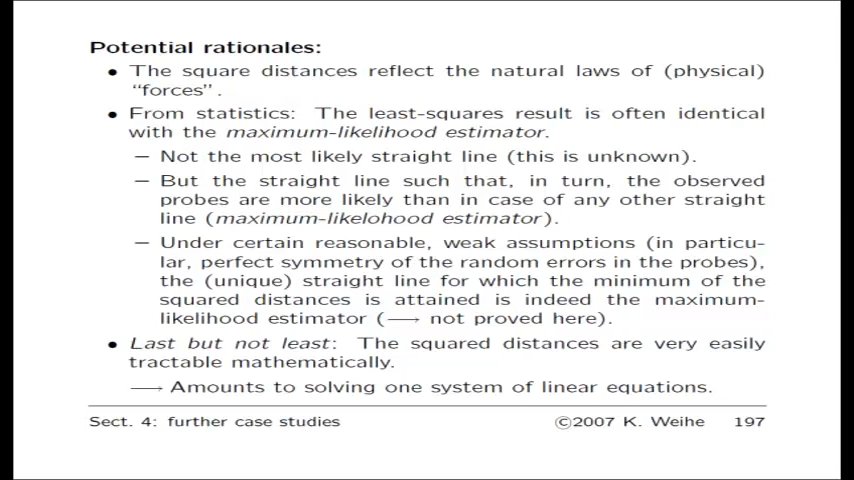 Potential rationales:
• The square distances reflect the natural laws of (physical)
“forces”.
• From statistics: The least-squares result is often identical
with the maximum-likelihood estimator.
– Not the most likely straight line (this is unknown).
– But the straight line such that, in turn, the observed
probes are more likely than in case of any other straight
line (maximum-likelohood estimator).
– Under certain reasonable, weak assumptions (in particu-
lar, perfect symmetry of the random errors in the probes),
the (unique) straight line for which the minimum of the
squared distances is attained is indeed the maximum-
likelihood estimator (⟶ not proved here).
• Last but not least: The squared distances are very easily
tractable mathematically.
⟶ Amounts to solving one system of linear equations.
Sect. 4: further case studies ©2007 K. Weihe 197